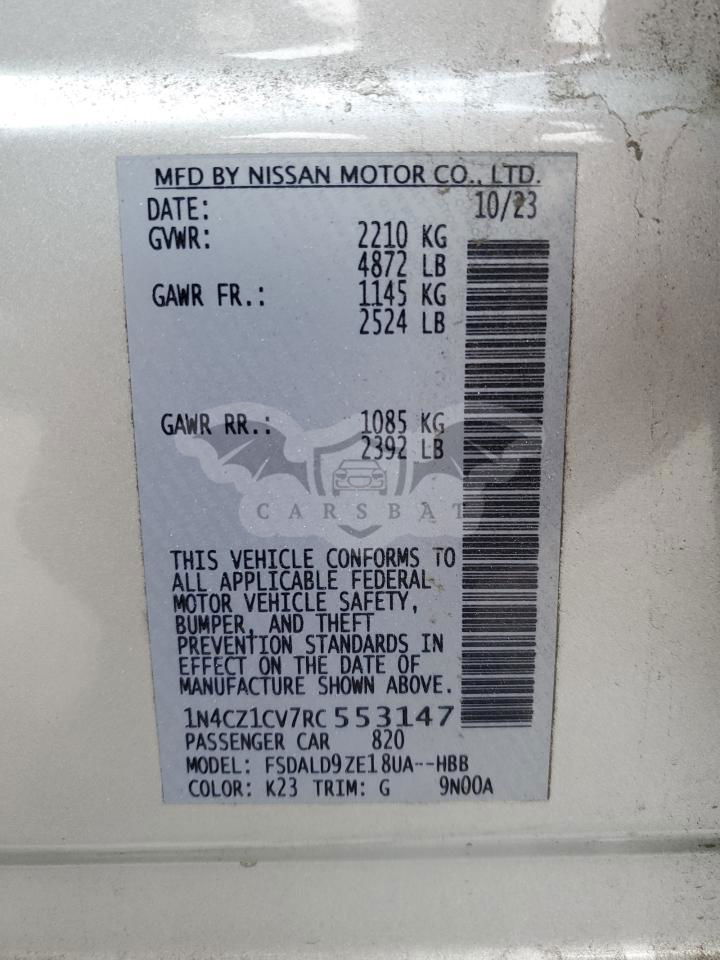 MFD BY NISSAN MOTOR CO., LTD.
DATE: 10/23
GVWR: 2210 KG
4872 LB
GAWR FR.: 1145 KG
2524 LB
GAWR RR.: 1085 KG
2392 LB
CARSBAT
THIS VEHICLE CONFORMS TO
ALL APPLICABLE FEDERAL
MOTOR VEHICLE SAFETY,
BUMPER, AND THEFT
PREVENTION STANDARDS IN
EFFECT ON THE DATE OF
MANUFACTURE SHOWN ABOVE.
1N4CZ1CV7RC 553147
PASSENGER CAR 820
MODEL: FSDALD9ZE18UA--HBB
COLOR: K23 TRIM: G 9N00A